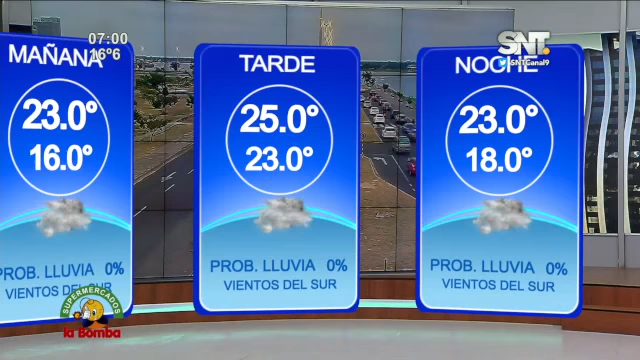 07:00
16°6
SNT
SNTCanal9
MAÑANA
23.0°
16.0°
PROB. LLUVIA 0%
VIENTOS DEL SUR
TARDE
25.0°
23.0°
PROB. LLUVIA 0%
VIENTOS DEL SUR
NOCHE
23.0°
18.0°
PROB. LLUVIA 0%
VIENTOS DEL SUR
SUPERMERCADOS
la Bomba